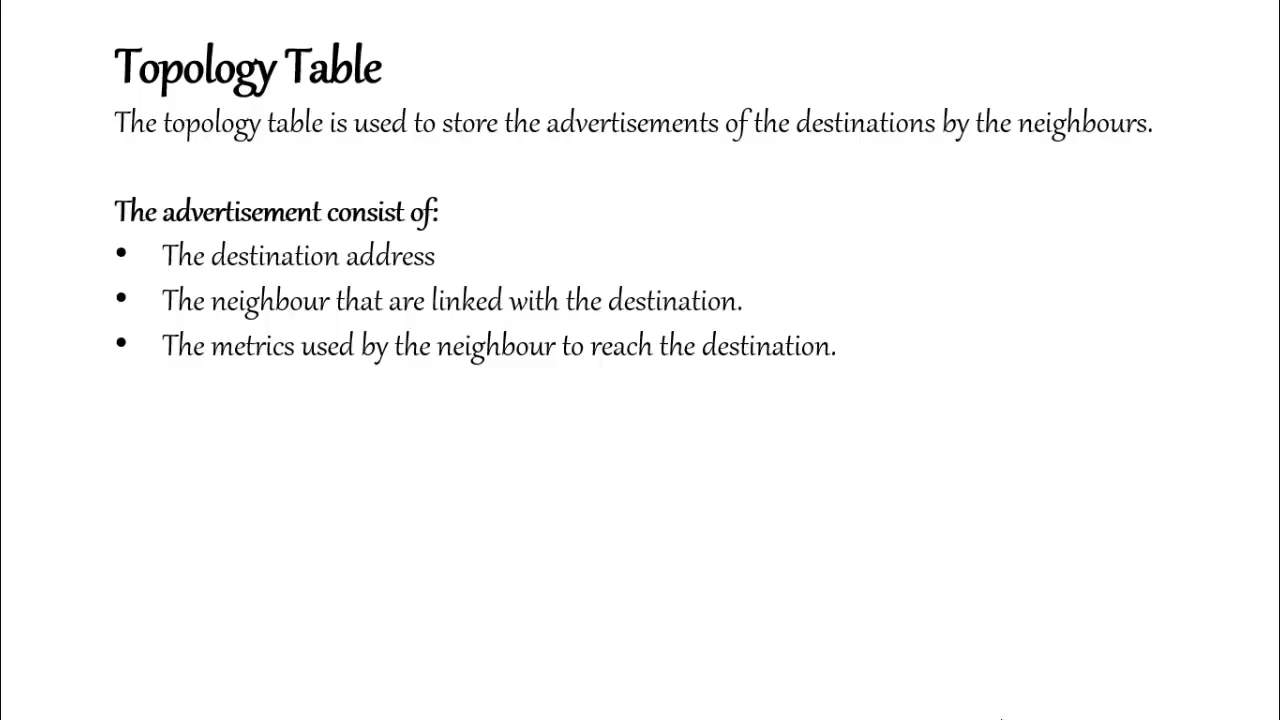 Topology Table
The topology table is used to store the advertisements of the destinations by the neighbours.
The advertisement consist of:
• The destination address
• The neighbour that are linked with the destination.
• The metrics used by the neighbour to reach the destination.